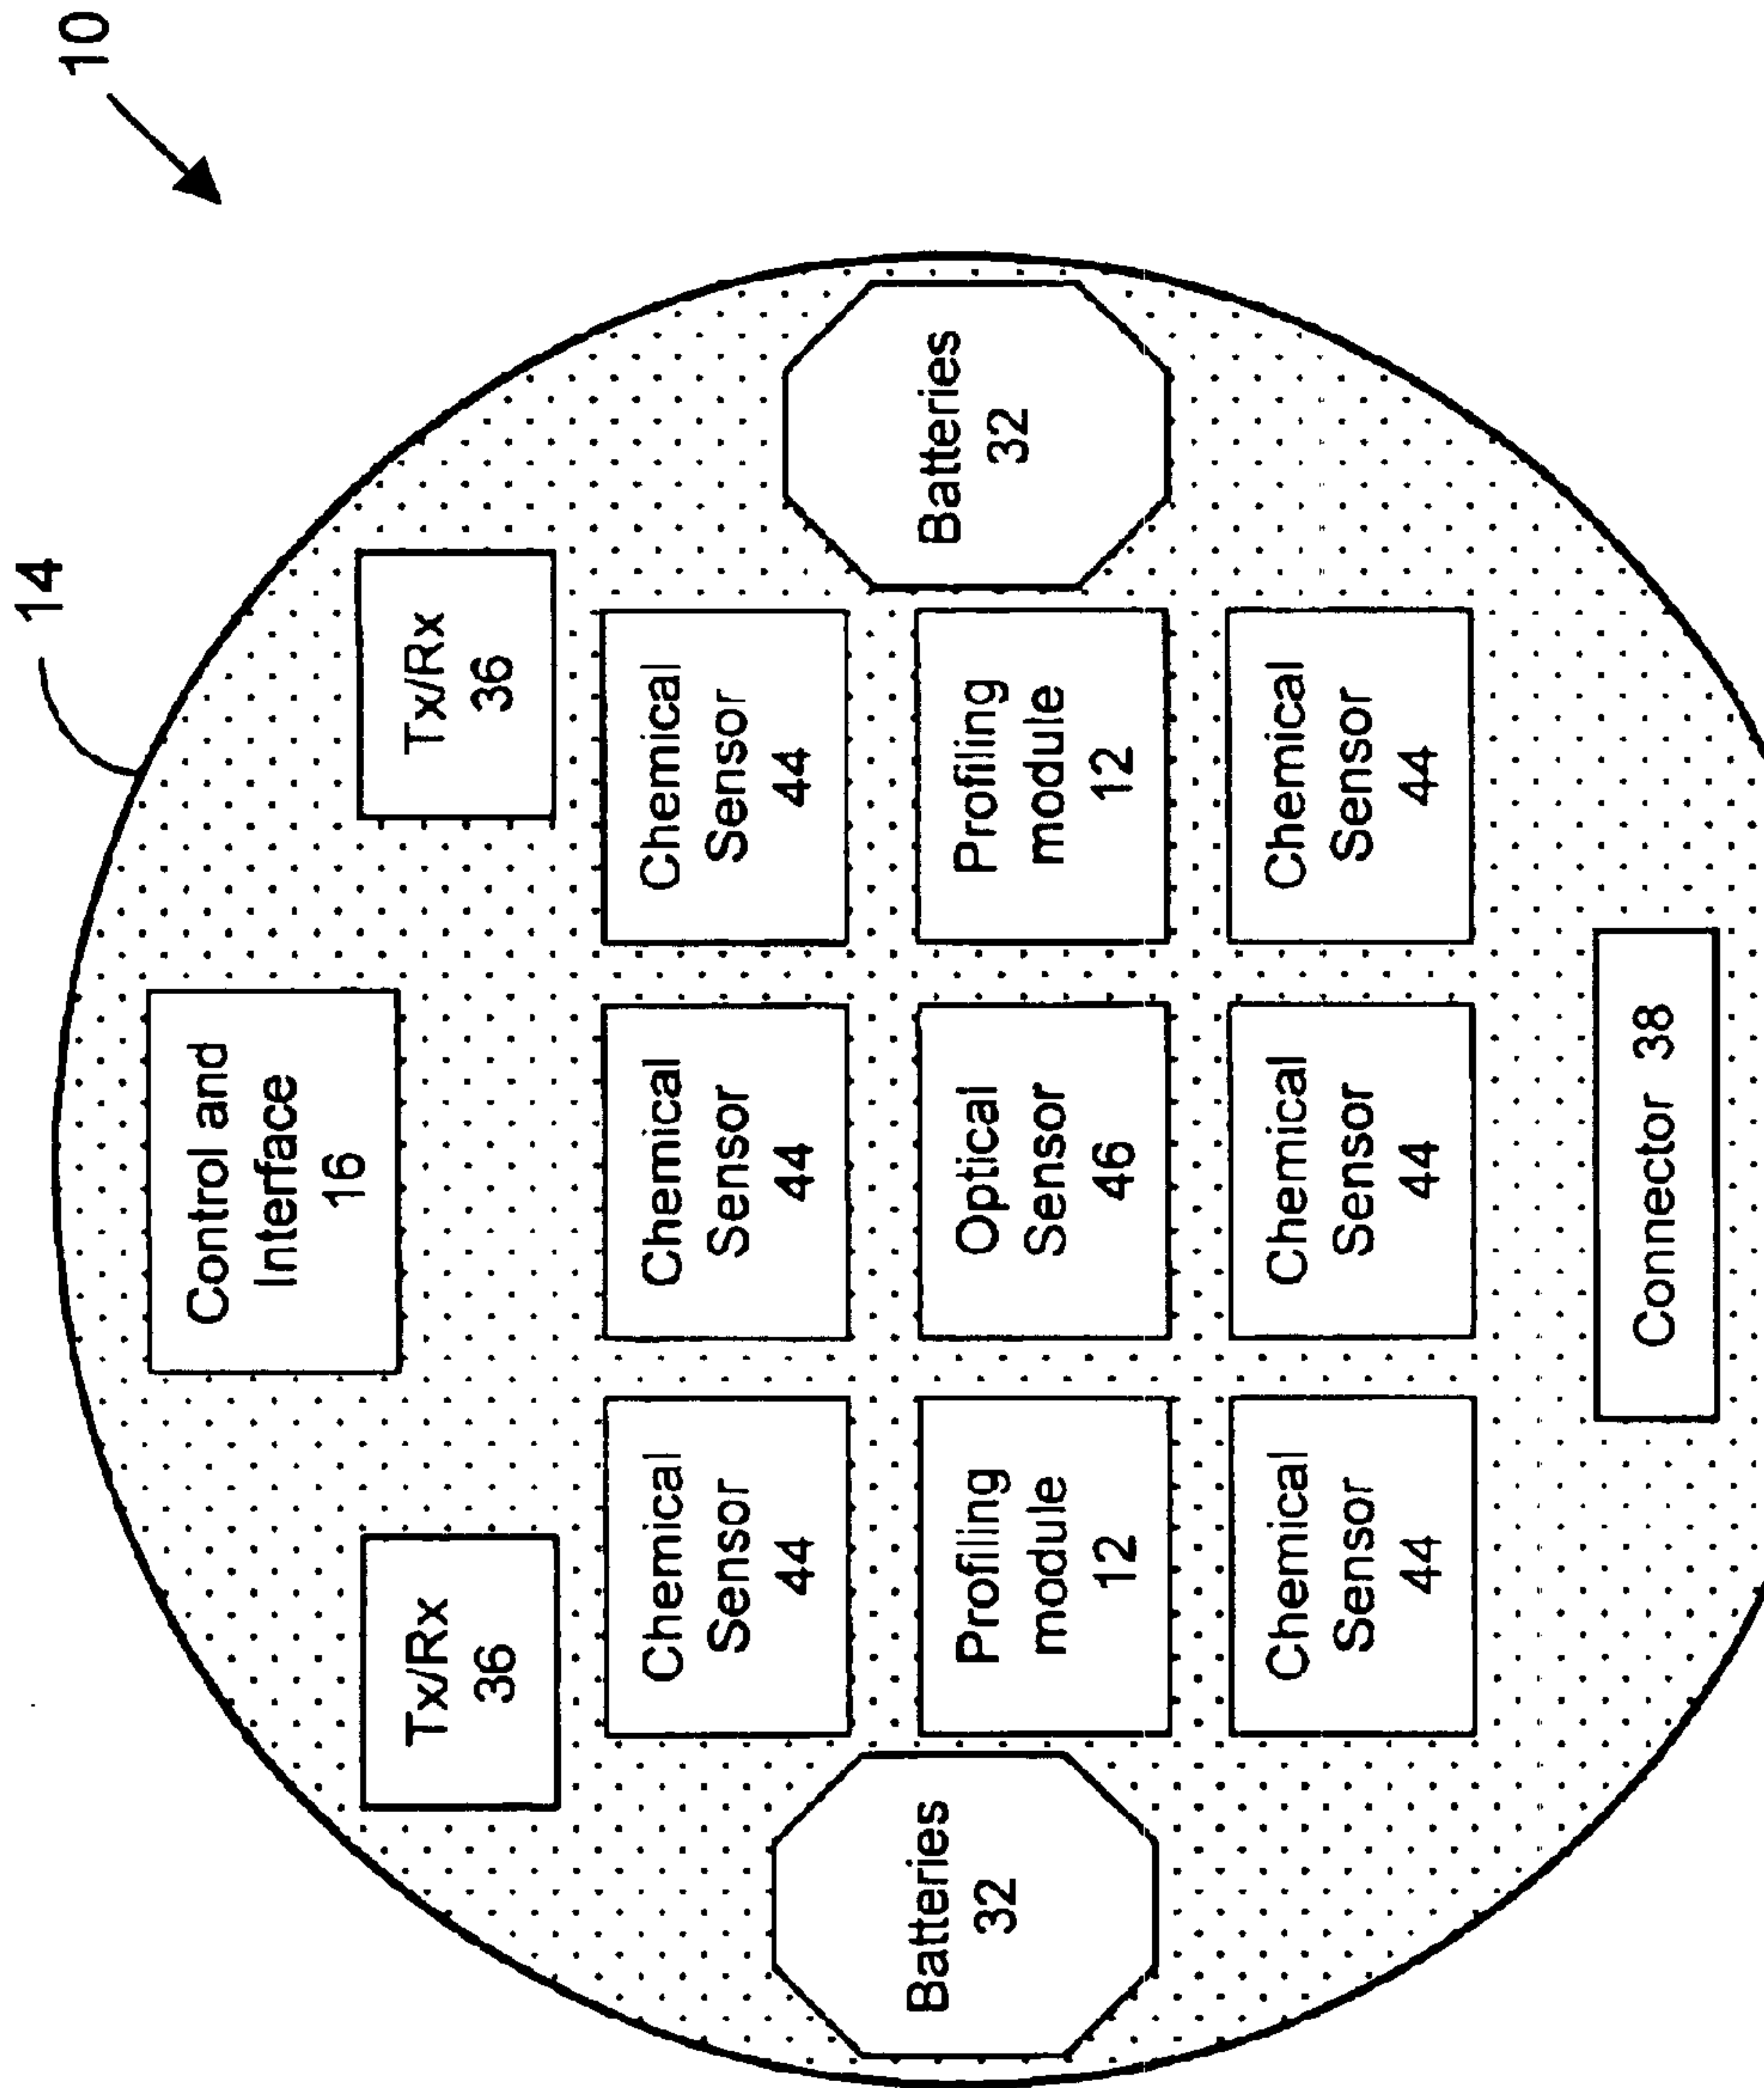 14
10
Control and
Interface
16
Tx/Rx
36
Tx/Rx
36
Chemical
Sensor
44
Chemical
Sensor
44
Chemical
Sensor
44
Batteries
32
Profiling
module
12
Optical
Sensor
46
Profiling
module
12
Batteries
32
Chemical
Sensor
44
Chemical
Sensor
44
Chemical
Sensor
44
Connector 38